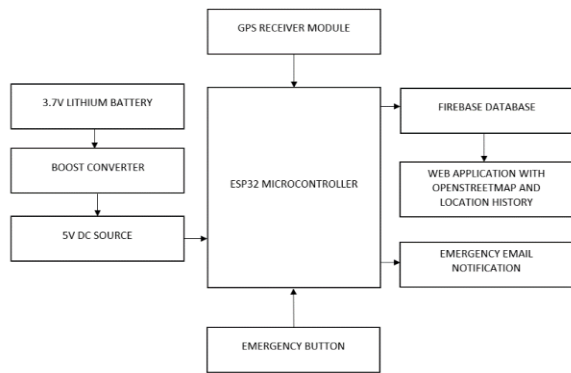 GPS RECEIVER MODULE
3.7V LITHIUM BATTERY
BOOST CONVERTER
5V DC SOURCE
ESP32 MICROCONTROLLER
FIREBASE DATABASE
WEB APPLICATION WITH
OPENSTREETMAP AND
LOCATION HISTORY
EMERGENCY EMAIL
NOTIFICATION
EMERGENCY BUTTON